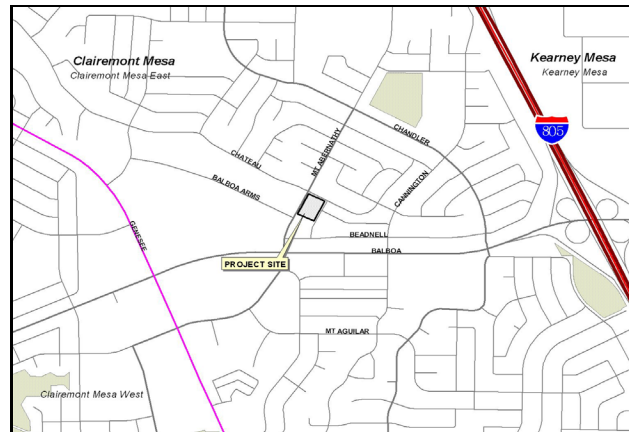 Clairemont Mesa
Clairemont Mesa East
Kearney Mesa
Kearney Mesa
805
CHANDLER
MT ABERNATHY
CHATEAU
CANNINGTON
BALBOA ARMS
GENESEE
BEADNELL
BALBOA
PROJECT SITE
MT AGUILAR
Clairemont Mesa West